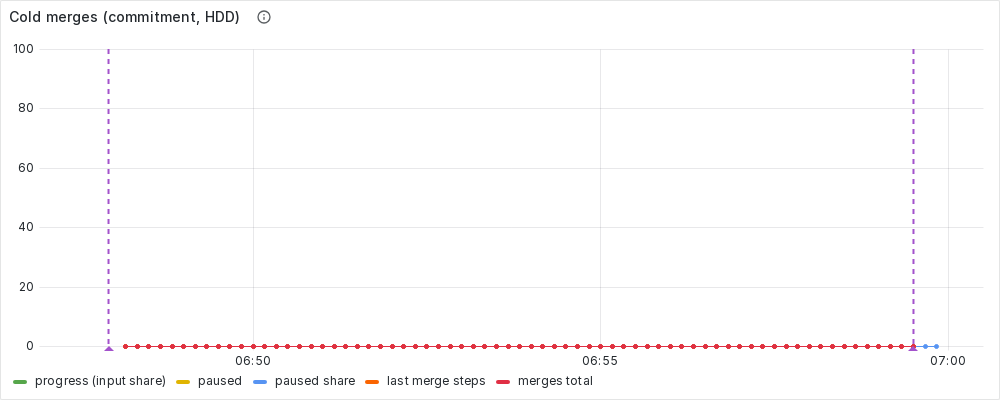 Cold merges (commitment, HDD)
100
80
60
40
20
0
06:50 06:55 07:00
progress (input share) paused paused share last merge steps merges total